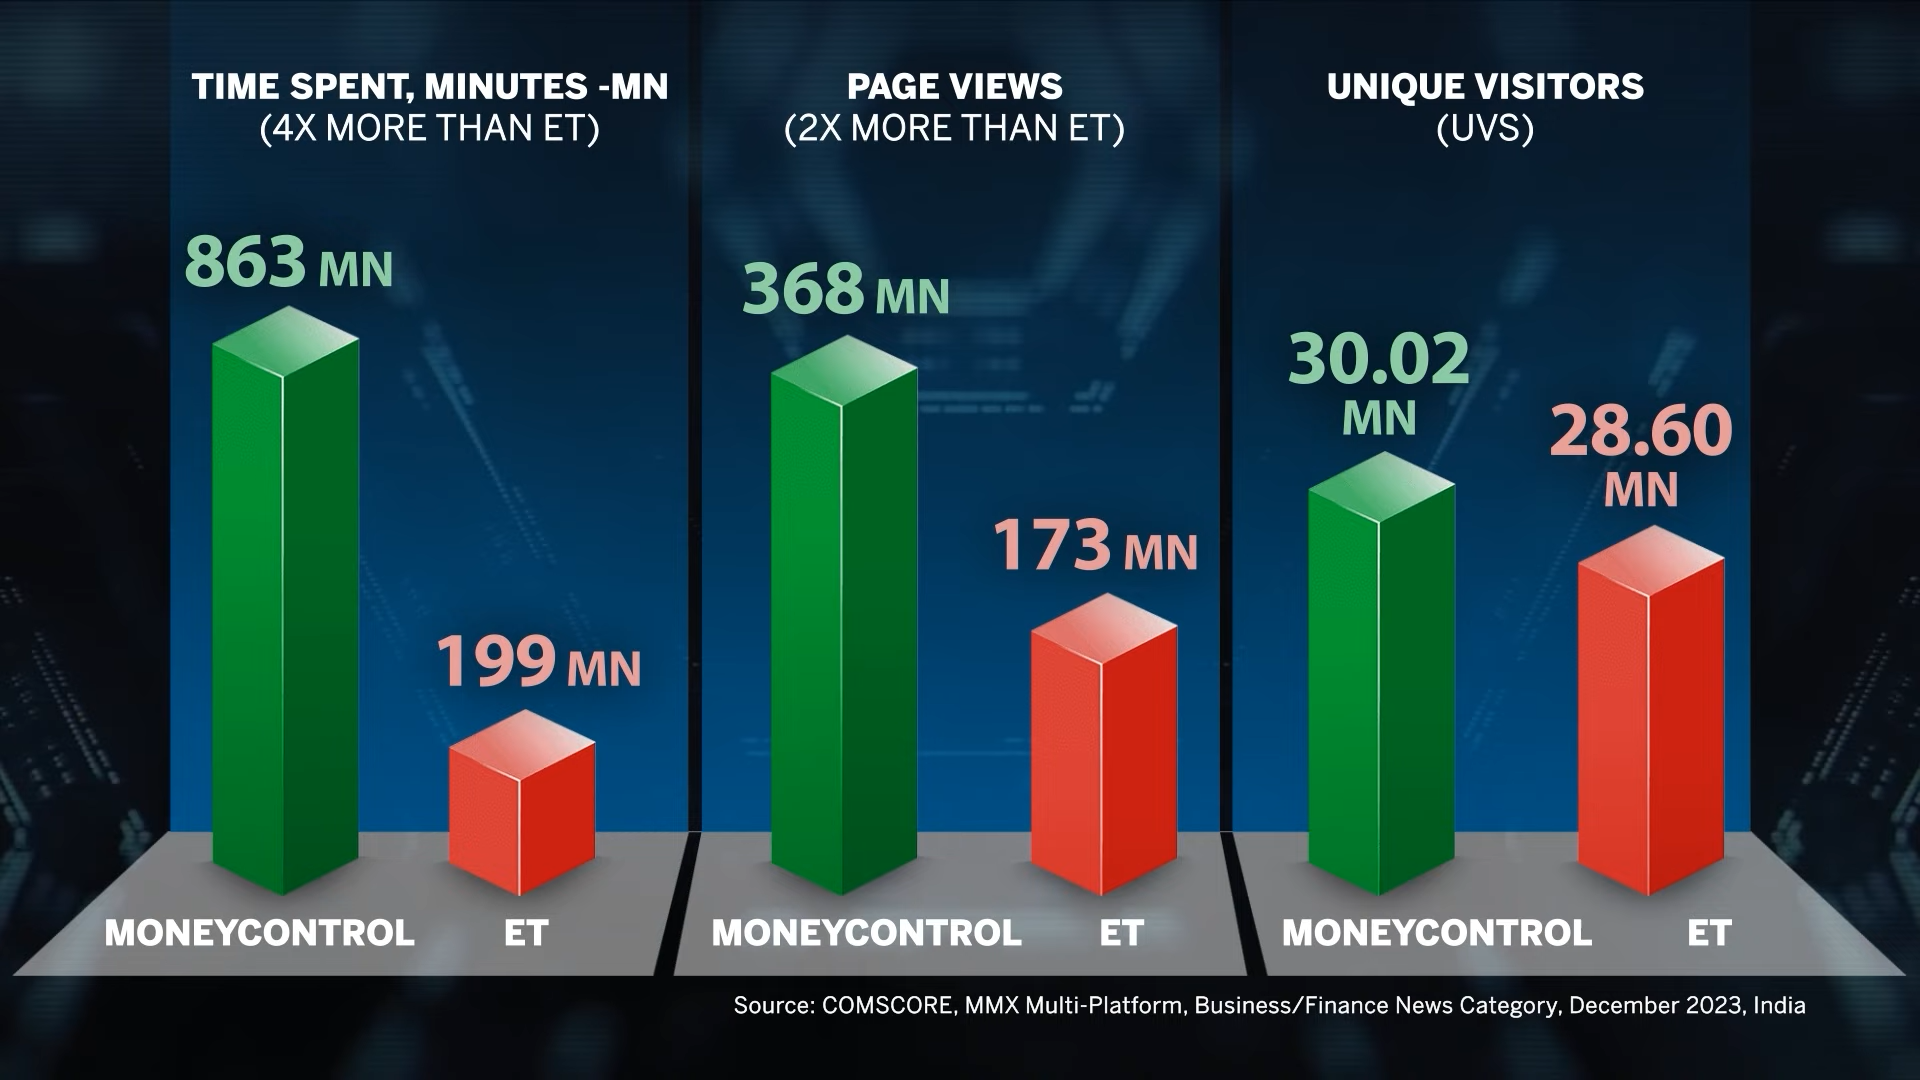 TIME SPENT, MINUTES -MN
(4X MORE THAN ET)
863 MN
199 MN
MONEYCONTROL
ET
PAGE VIEWS
(2X MORE THAN ET)
368 MN
173 MN
MONEYCONTROL
ET
UNIQUE VISITORS
(UVS)
30.02
MN
28.60
MN
MONEYCONTROL
ET
Source: COMSCORE, MMX Multi-Platform, Business/Finance News Category, December 2023, India